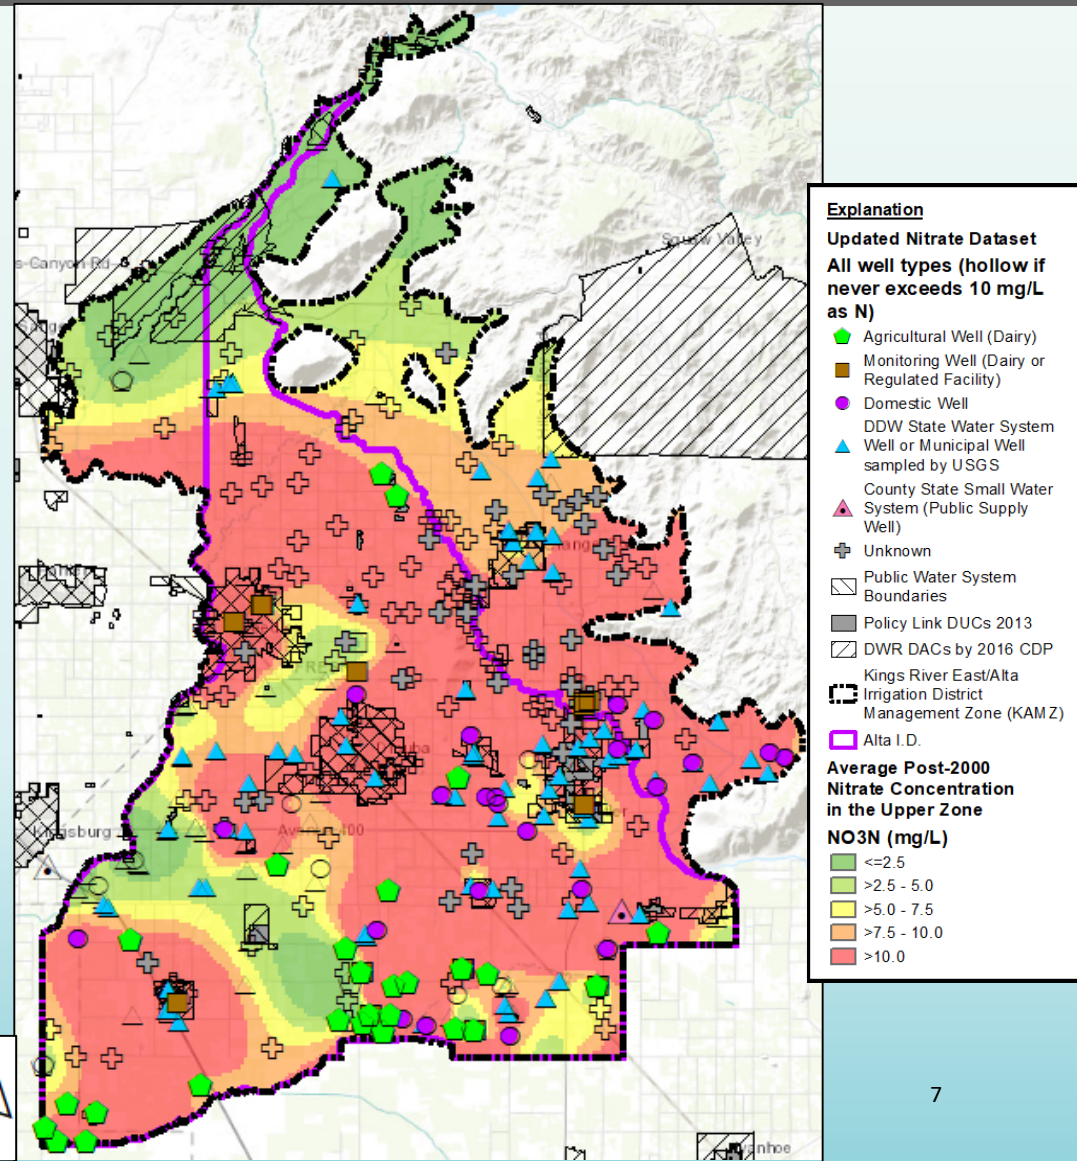 Squaw Valley
s-Canyon-Rd
Kingsburg
Avenue 400
Explanation
Updated Nitrate Dataset
All well types (hollow if
never exceeds 10 mg/L
as N)
Agricultural Well (Dairy)
Monitoring Well (Dairy or
Regulated Facility)
Domestic Well
DDW State Water System
Well or Municipal Well
sampled by USGS
County State Small Water
System (Public Supply
Well)
Unknown
Public Water System
Boundaries
Policy Link DUCs 2013
DWR DACs by 2016 CDP
Kings River East/Alta
Irrigation District
Management Zone (KAMZ)
Alta I.D.
Average Post-2000
Nitrate Concentration
in the Upper Zone
NO3N (mg/L)
<=2.5
>2.5 - 5.0
>5.0 - 7.5
>7.5 - 10.0
>10.0
7